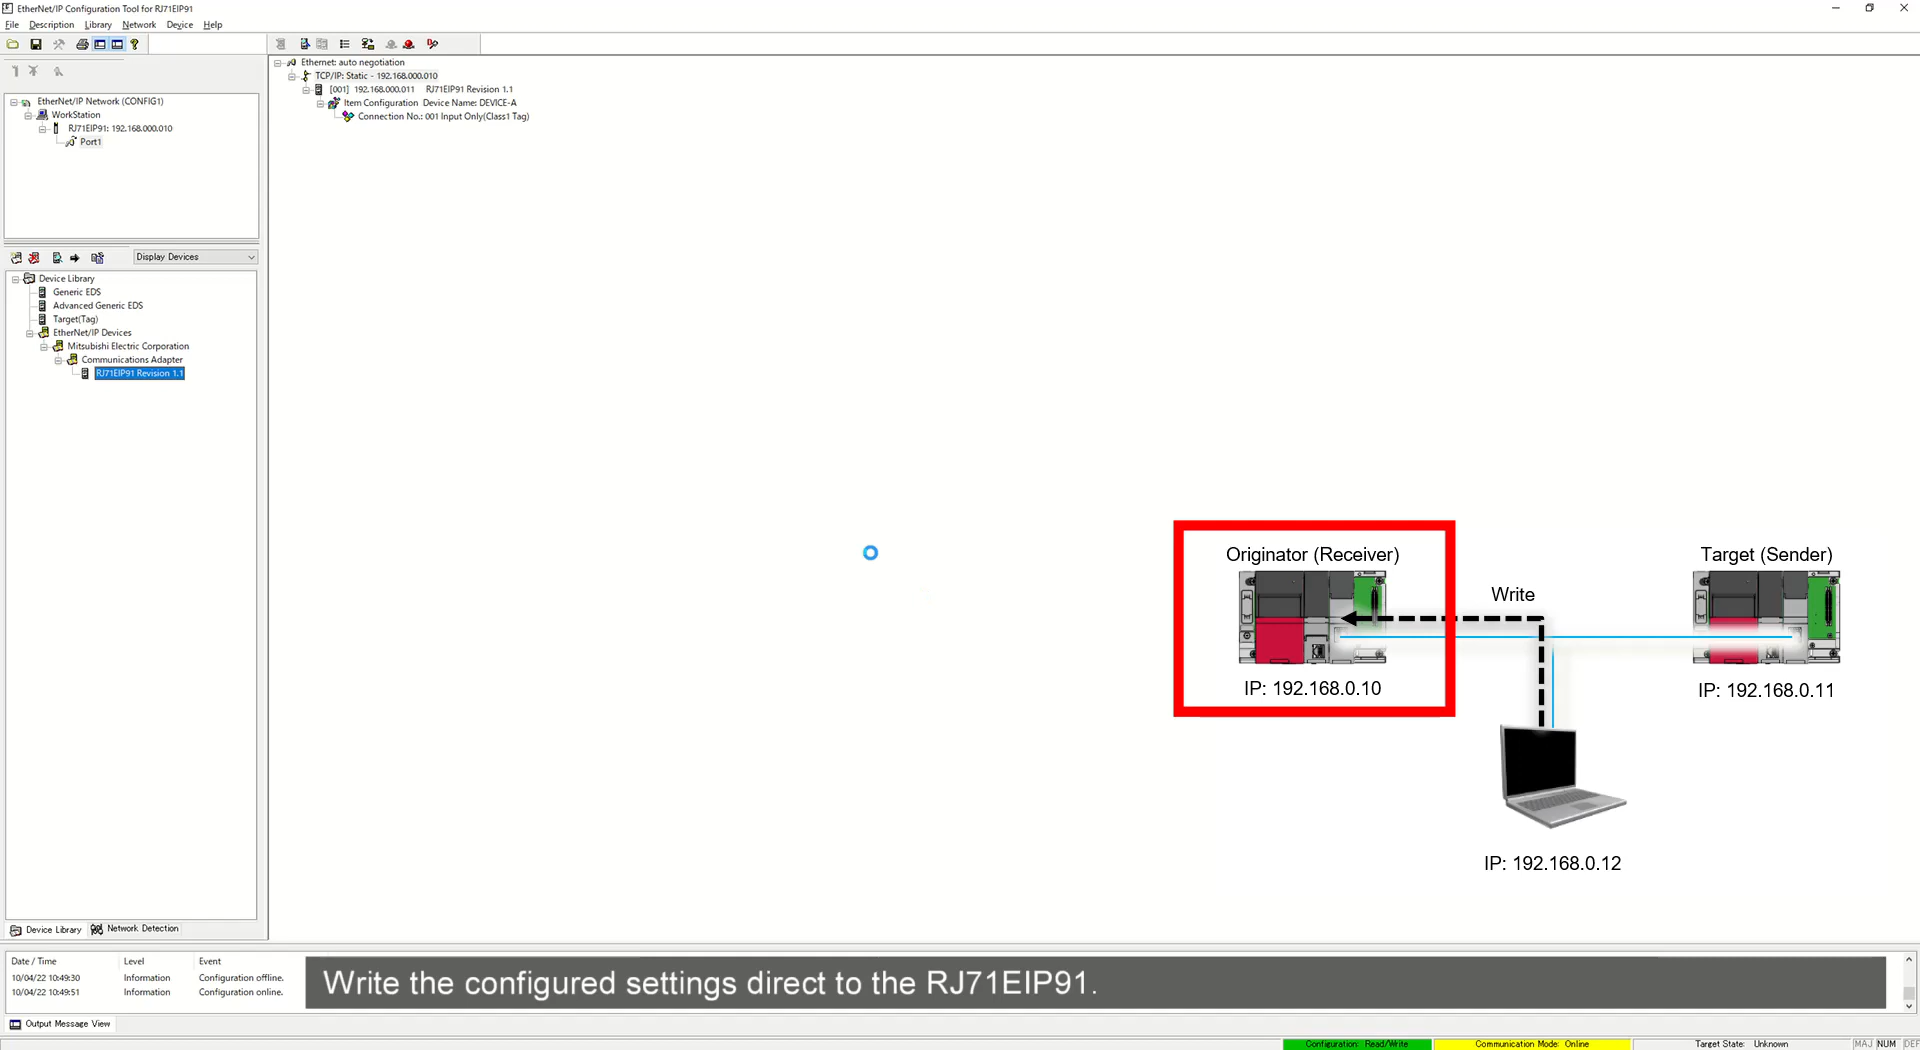 EtherNet/IP Configuration Tool for RJ71EIP91
File Description Library Network Device Help
EtherNet/IP Network (CONFIG1)
WorkStation
RJ71EIP91: 192.168.000.010
Port1
Ethernet: auto negotiation
TCP/IP: Static - 192.168.000.010
[001] 192.168.000.011 RJ71EIP91 Revision 1.1
Item Configuration Device Name: DEVICE-A
Connection No.: 001 Input Only(Class1 Tag)
Display Devices
Device Library
Generic EDS
Advanced Generic EDS
Target(Tag)
EtherNet/IP Devices
Mitsubishi Electric Corporation
Communications Adapter
RJ71EIP91 Revision 1.1
Originator (Receiver)
IP: 192.168.0.10
Write
Target (Sender)
IP: 192.168.0.11
IP: 192.168.0.12
Device Library Network Detection
Date / Time Level Event
10/04/22 10:49:30 Information Configuration offline.
10/04/22 10:49:51 Information Configuration online.
Write the configured settings direct to the RJ71EIP91.
Output Message View
Configuration: Read/Write Communication Mode: Online Target State: Unknown MAJ NUM DEF